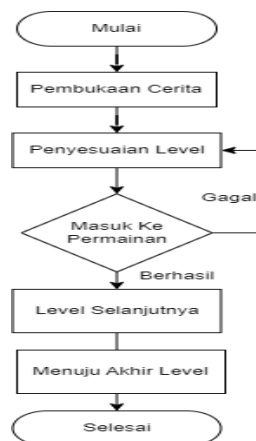 Mulai
Pembukaan Cerita
Penyesuaian Level
Gagal
Masuk Ke
Permainan
Berhasil
Level Selanjutnya
Menuju Akhir Level
Selesai